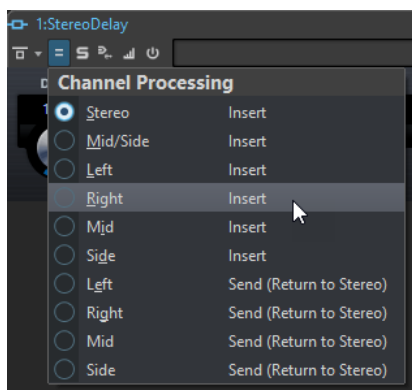 1:StereoDelay
S
Channel Processing
Stereo Insert
Mid/Side Insert
Left Insert
Right Insert
Mid Insert
Side Insert
Left Send (Return to Stereo)
Right Send (Return to Stereo)
Mid Send (Return to Stereo)
Side Send (Return to Stereo)